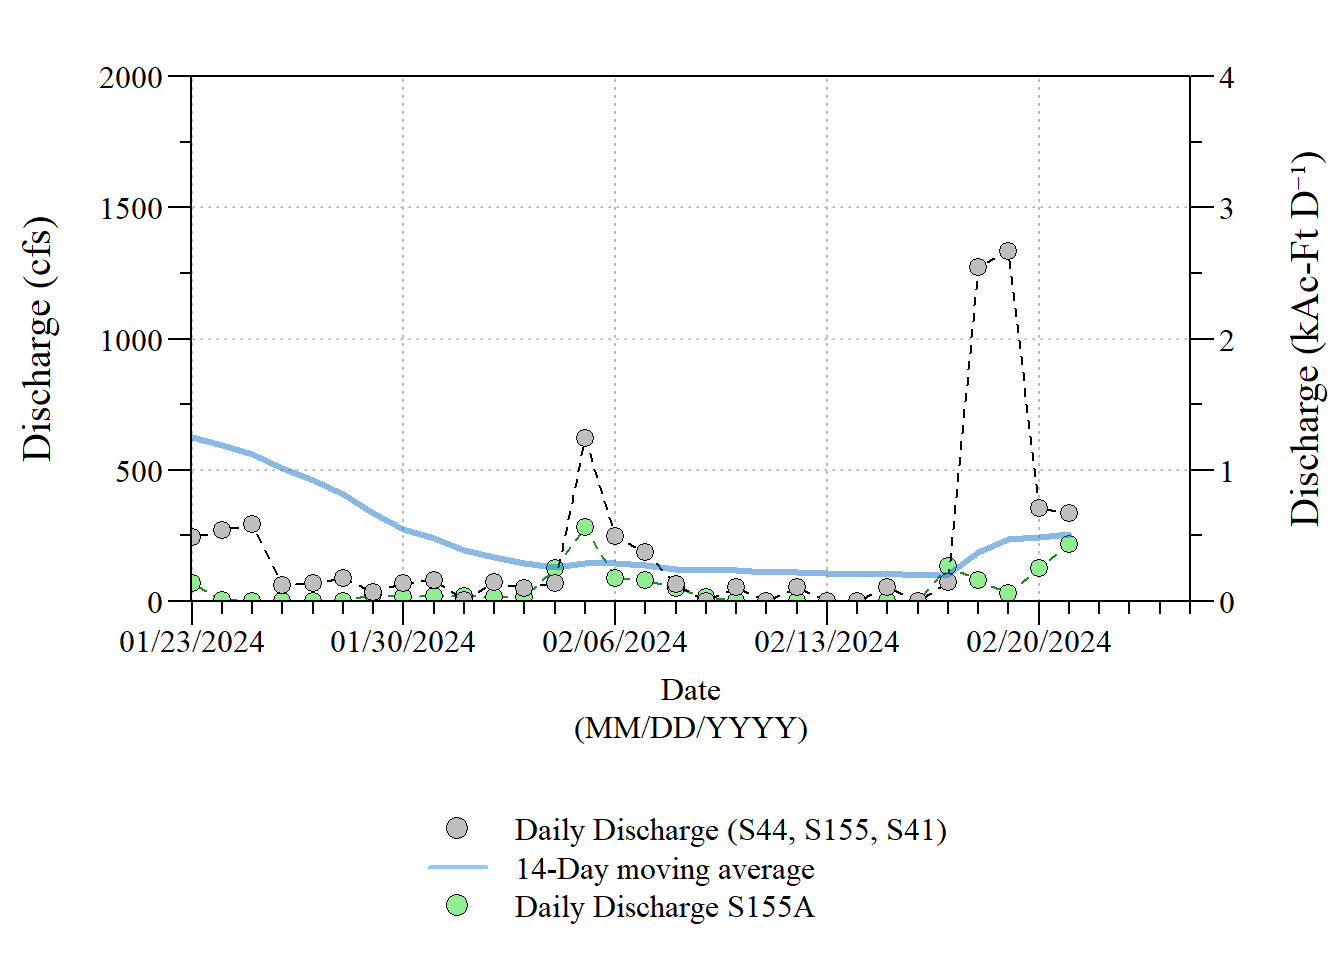 2000
1500
1000
500
0
4
3
2
1
0
Discharge (cfs)
Discharge (kAc-Ft D⁻¹)
01/23/2024
01/30/2024
02/06/2024
02/13/2024
02/20/2024
Date
(MM/DD/YYYY)
Daily Discharge (S44, S155, S41)
14-Day moving average
Daily Discharge S155A